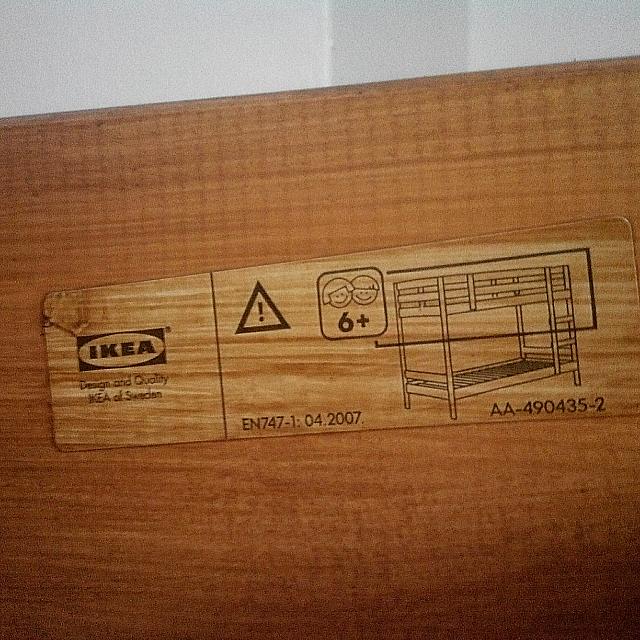 IKEA®
Design and Quality
IKEA of Sweden
!
6+
EN747-1: 04.2007.
AA-490435-2